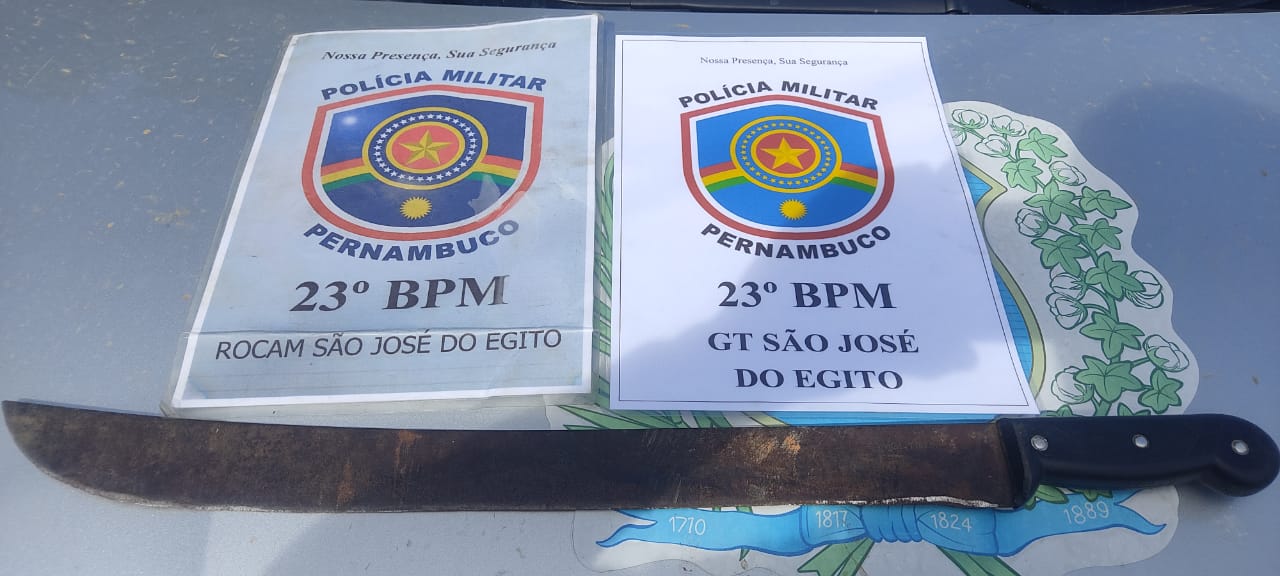 Nossa Presença, Sua Segurança
POLÍCIA MILITAR
PERNAMBUCO
23º BPM
ROCAM SÃO JOSÉ DO EGITO
Nossa Presença, Sua Segurança
POLÍCIA MILITAR
PERNAMBUCO
23º BPM
GT SÃO JOSÉ
DO EGITO
1710 1817 1824 1889